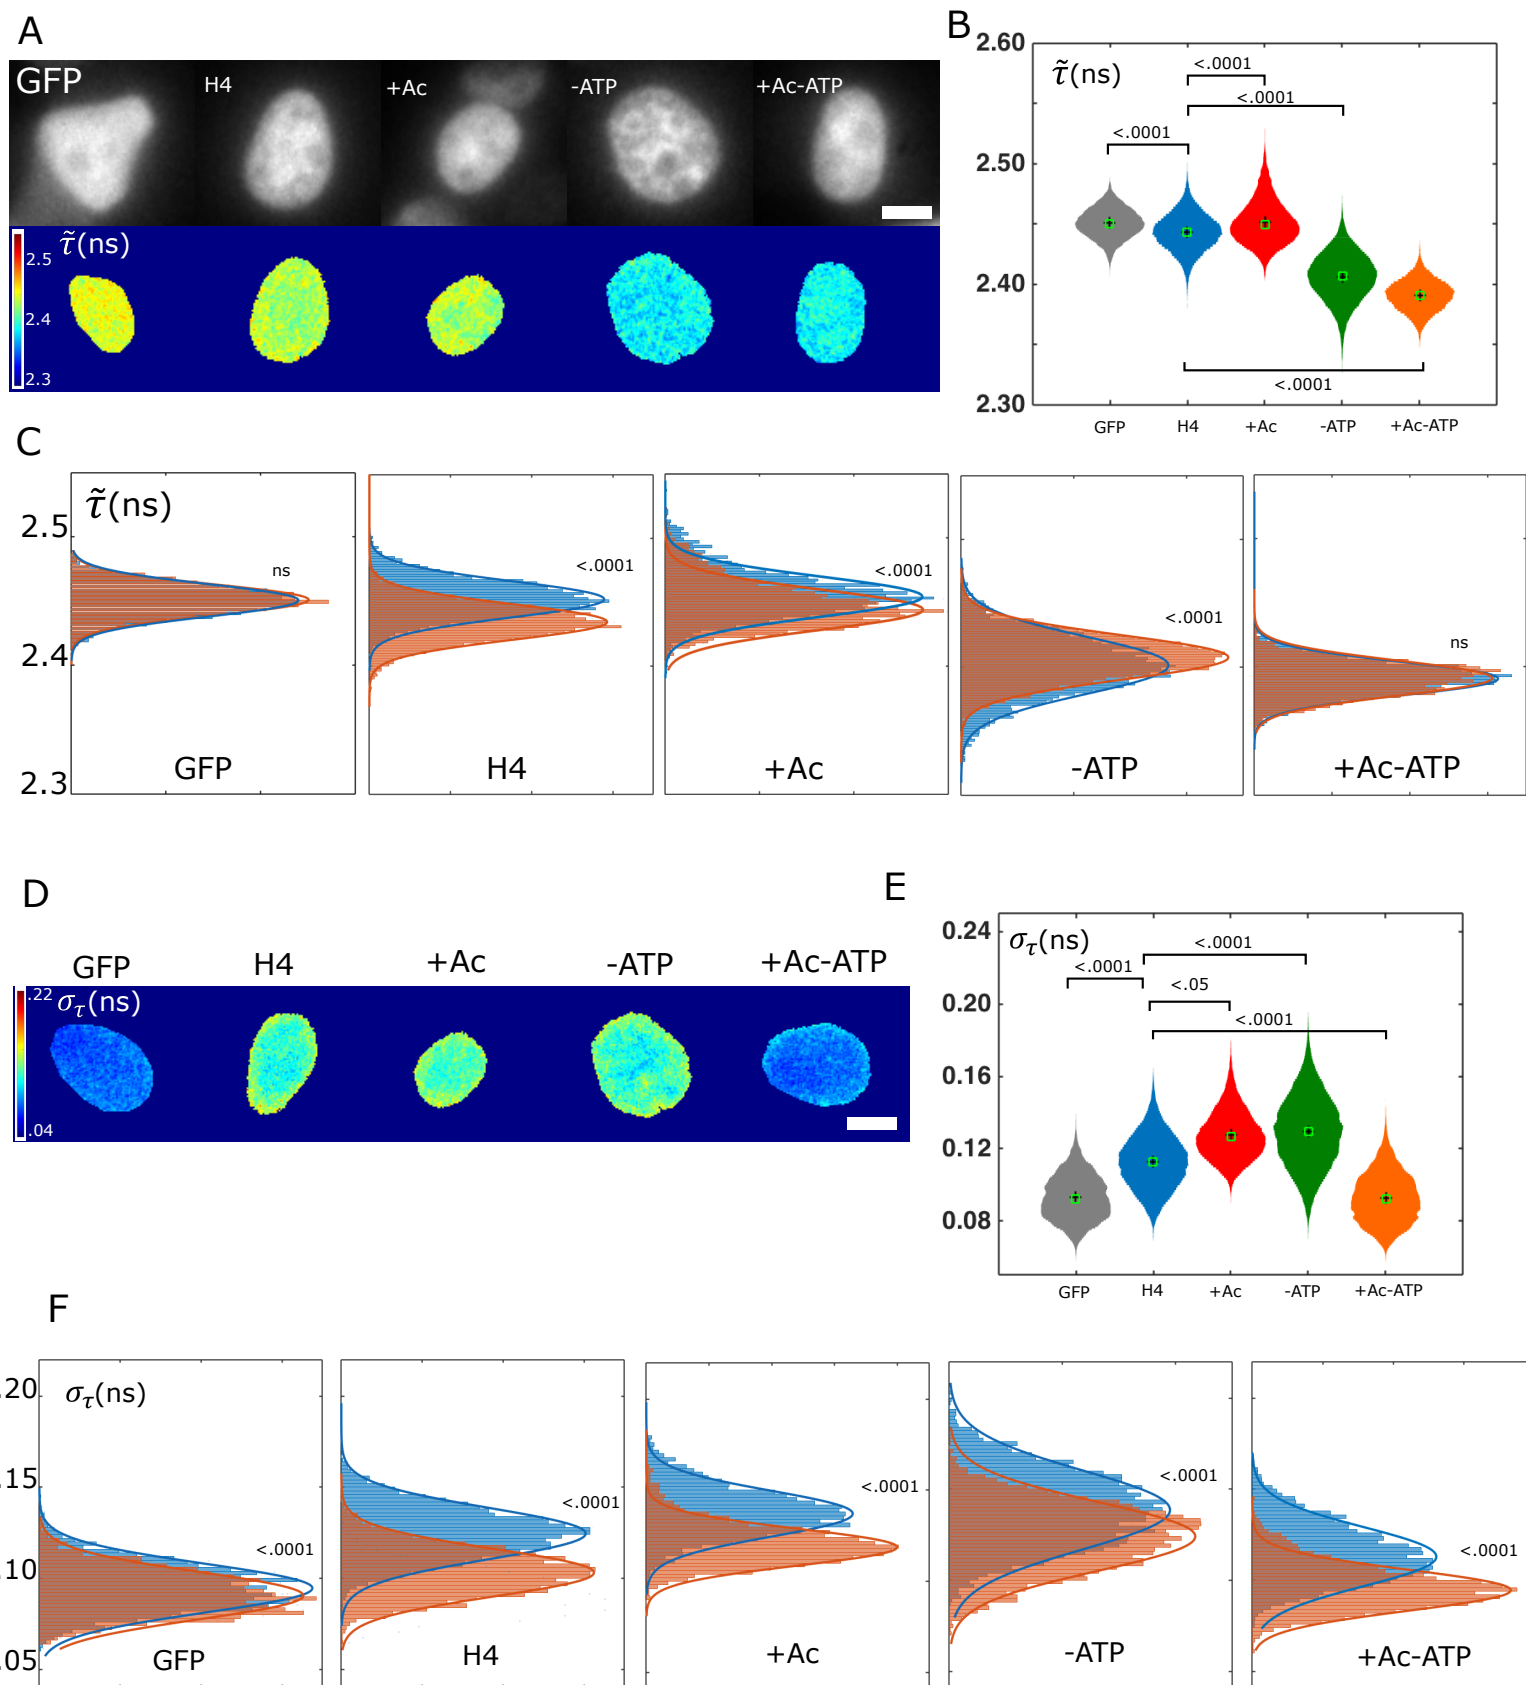 A
GFP H4 +Ac -ATP +Ac-ATP
τ̃(ns)
2.5
2.4
2.3
B
2.60
2.50
2.40
2.30
τ̃(ns)
<.0001
<.0001
<.0001
<.0001
GFP H4 +Ac -ATP +Ac-ATP
C
τ̃(ns)
2.5
2.4
2.3
ns <.0001 <.0001 <.0001 ns
GFP H4 +Ac -ATP +Ac-ATP
D
GFP H4 +Ac -ATP +Ac-ATP
.22 στ(ns)
.04
E
0.24
0.20
0.16
0.12
0.08
στ(ns)
<.0001
<.0001
<.05
<.0001
GFP H4 +Ac -ATP +Ac-ATP
F
.20
.15
.10
.05
στ(ns)
<.0001 <.0001 <.0001 <.0001 <.0001
GFP H4 +Ac -ATP +Ac-ATP